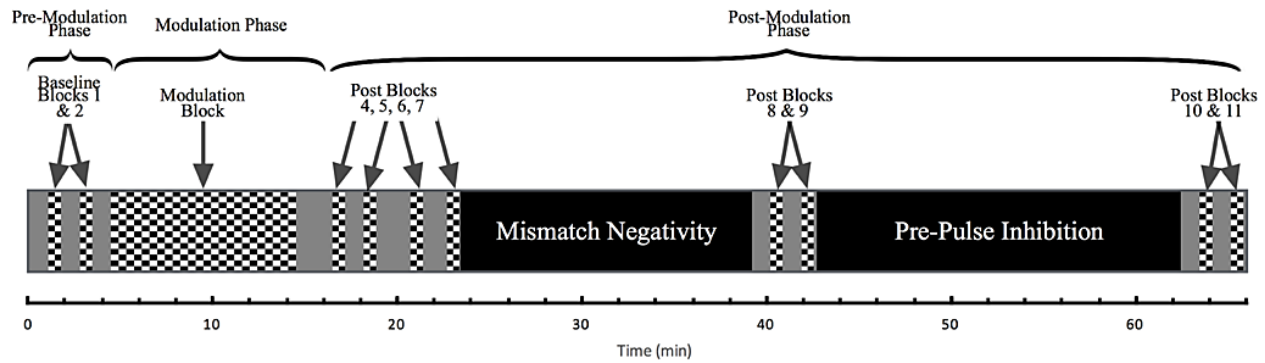 Pre-Modulation
Phase
Modulation Phase
Post-Modulation
Phase
Baseline
Blocks 1
& 2
Modulation
Block
Post Blocks
4, 5, 6, 7
Post Blocks
8 & 9
Post Blocks
10 & 11
Mismatch Negativity
Pre-Pulse Inhibition
0 10 20 30 40 50 60
Time (min)